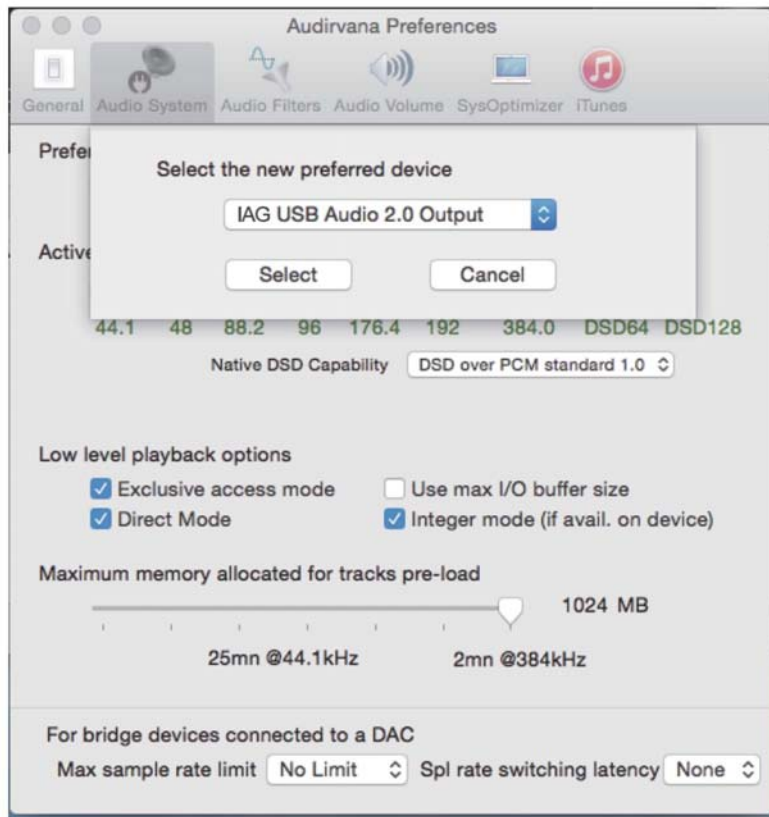 Audirvana Preferences
General Audio System Audio Filters Audio Volume SysOptimizer iTunes
Prefer
Select the new preferred device
IAG USB Audio 2.0 Output
Active
Select Cancel
44.1 48 88.2 96 176.4 192 384.0 DSD64 DSD128
Native DSD Capability DSD over PCM standard 1.0
Low level playback options
Exclusive access mode Use max I/O buffer size
Direct Mode Integer mode (if avail. on device)
Maximum memory allocated for tracks pre-load
1024 MB
25mn @44.1kHz 2mn @384kHz
For bridge devices connected to a DAC
Max sample rate limit No Limit Spl rate switching latency None